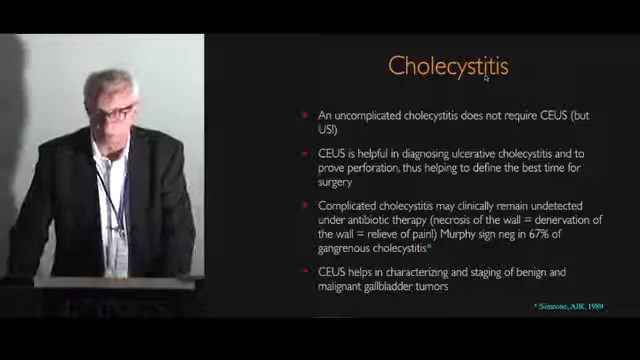 Cholecystitis
An uncomplicated cholecystitis does not require CEUS (but
US!)
CEUS is helpful in diagnosing ulcerative cholecystitis and to
prove perforation, thus helping to define the best time for
surgery
Complicated cholecystitis may clinically remain undetected
under antibiotic therapy (necrosis of the wall = denervation of
the wall = relieve of pain!) Murphy sign neg in 67% of
gangrenous cholecystitis*
CEUS helps in characterizing and staging of benign and
malignant gallbladder tumors
* Simeone, AJR, 1989